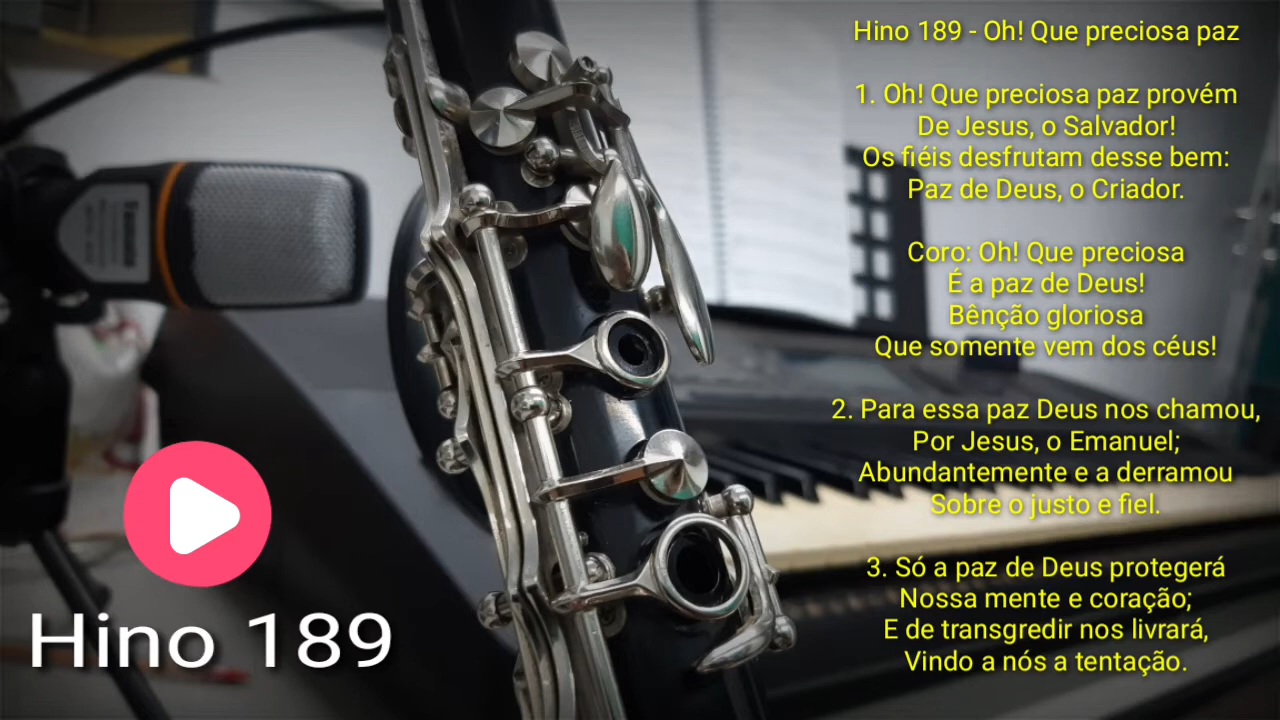 Hino 189 - Oh! Que preciosa paz
1. Oh! Que preciosa paz provém
De Jesus, o Salvador!
Os fiéis desfrutam desse bem:
Paz de Deus, o Criador.
Coro: Oh! Que preciosa
É a paz de Deus!
Bênção gloriosa
Que somente vem dos céus!
2. Para essa paz Deus nos chamou,
Por Jesus, o Emanuel;
Abundantemente e a derramou
Sobre o justo e fiel.
3. Só a paz de Deus protegerá
Nossa mente e coração;
E de transgredir nos livrará,
Vindo a nós a tentação.
Hino 189